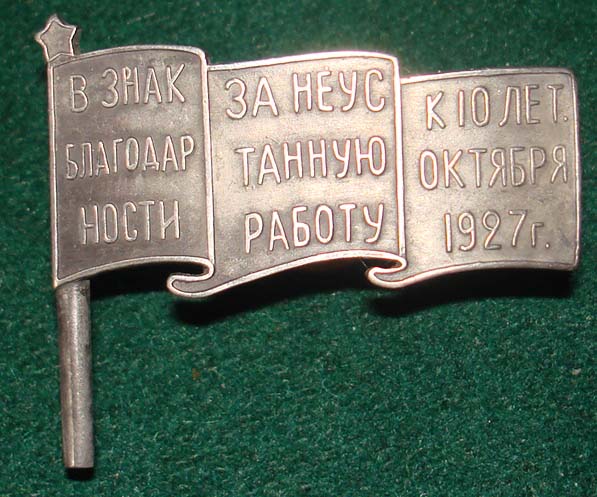 В ЗНАК
БЛАГОДАР
НОСТИ
ЗА НЕУС
ТАННУЮ
РАБОТУ
К 10 ЛЕТ.
ОКТЯБРЯ
1927 г.